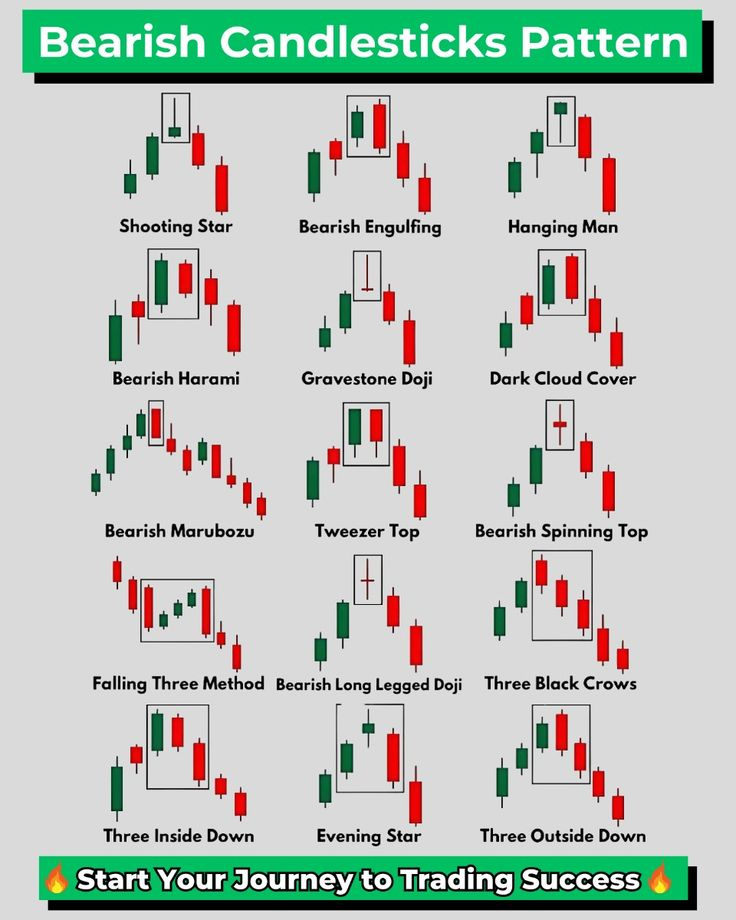 Bearish Candlesticks Pattern
Shooting Star
Bearish Engulfing
Hanging Man
Bearish Harami
Gravestone Doji
Dark Cloud Cover
Bearish Marubozu
Tweezer Top
Bearish Spinning Top
Falling Three Method
Bearish Long Legged Doji
Three Black Crows
Three Inside Down
Evening Star
Three Outside Down
🔥 Start Your Journey to Trading Success 🔥